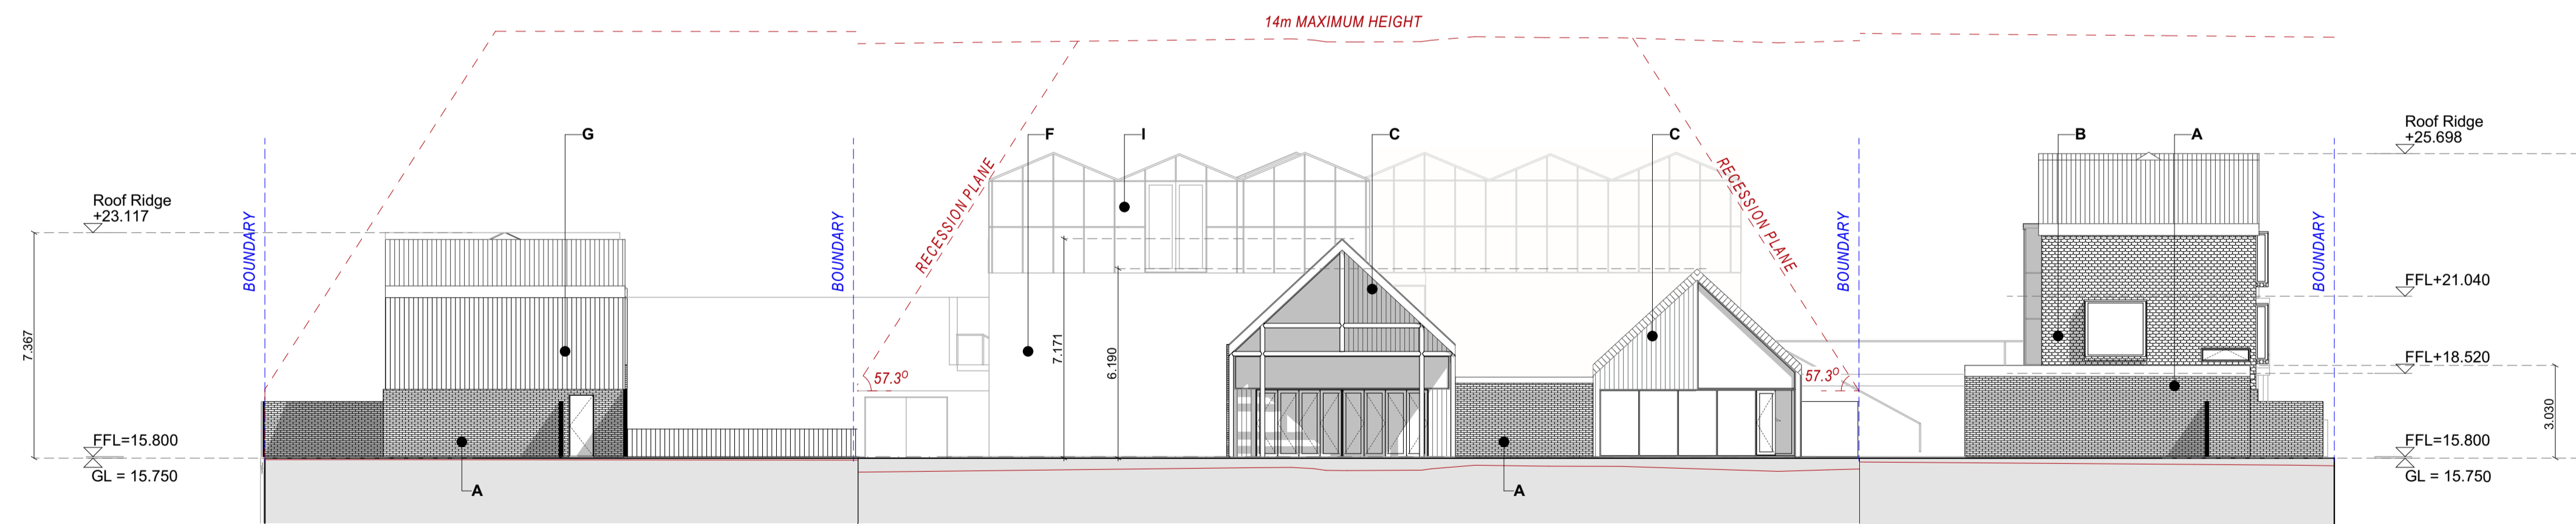 14m MAXIMUM HEIGHT
G
F
I
C
C
B
A
Roof Ridge
+25.698
Roof Ridge
+23.117
BOUNDARY
BOUNDARY
RECESSION PLANE
RECESSION PLANE
BOUNDARY
BOUNDARY
FFL+21.040
7.367
7.171
6.190
57.3O
57.3O
FFL+18.520
3.030
FFL=15.800
GL = 15.750
FFL=15.800
GL = 15.750
A
A